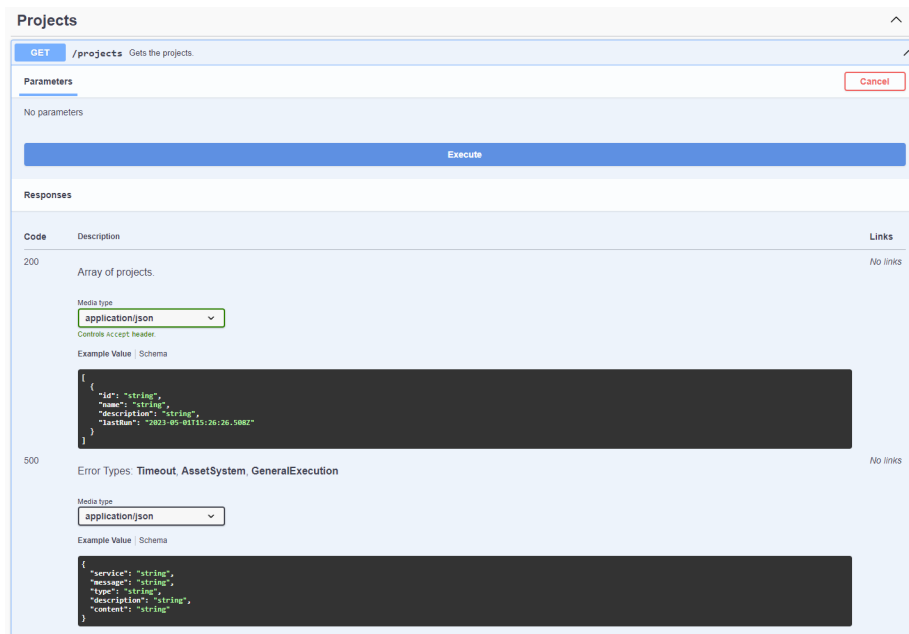 Projects
GET /projects Gets the projects.
Parameters
Cancel
No parameters
Execute
Responses
Code Description Links
200 Array of projects. No links
Media type
application/json
Controls Accept header.
Example Value | Schema
[
{
"id": "string",
"name": "string",
"description": "string",
"lastRun": "2023-05-01T15:26:26.508Z"
}
]
500 Error Types: Timeout, AssetSystem, GeneralExecution No links
Media type
application/json
Example Value | Schema
{
"service": "string",
"message": "string",
"type": "string",
"description": "string",
"content": "string"
}